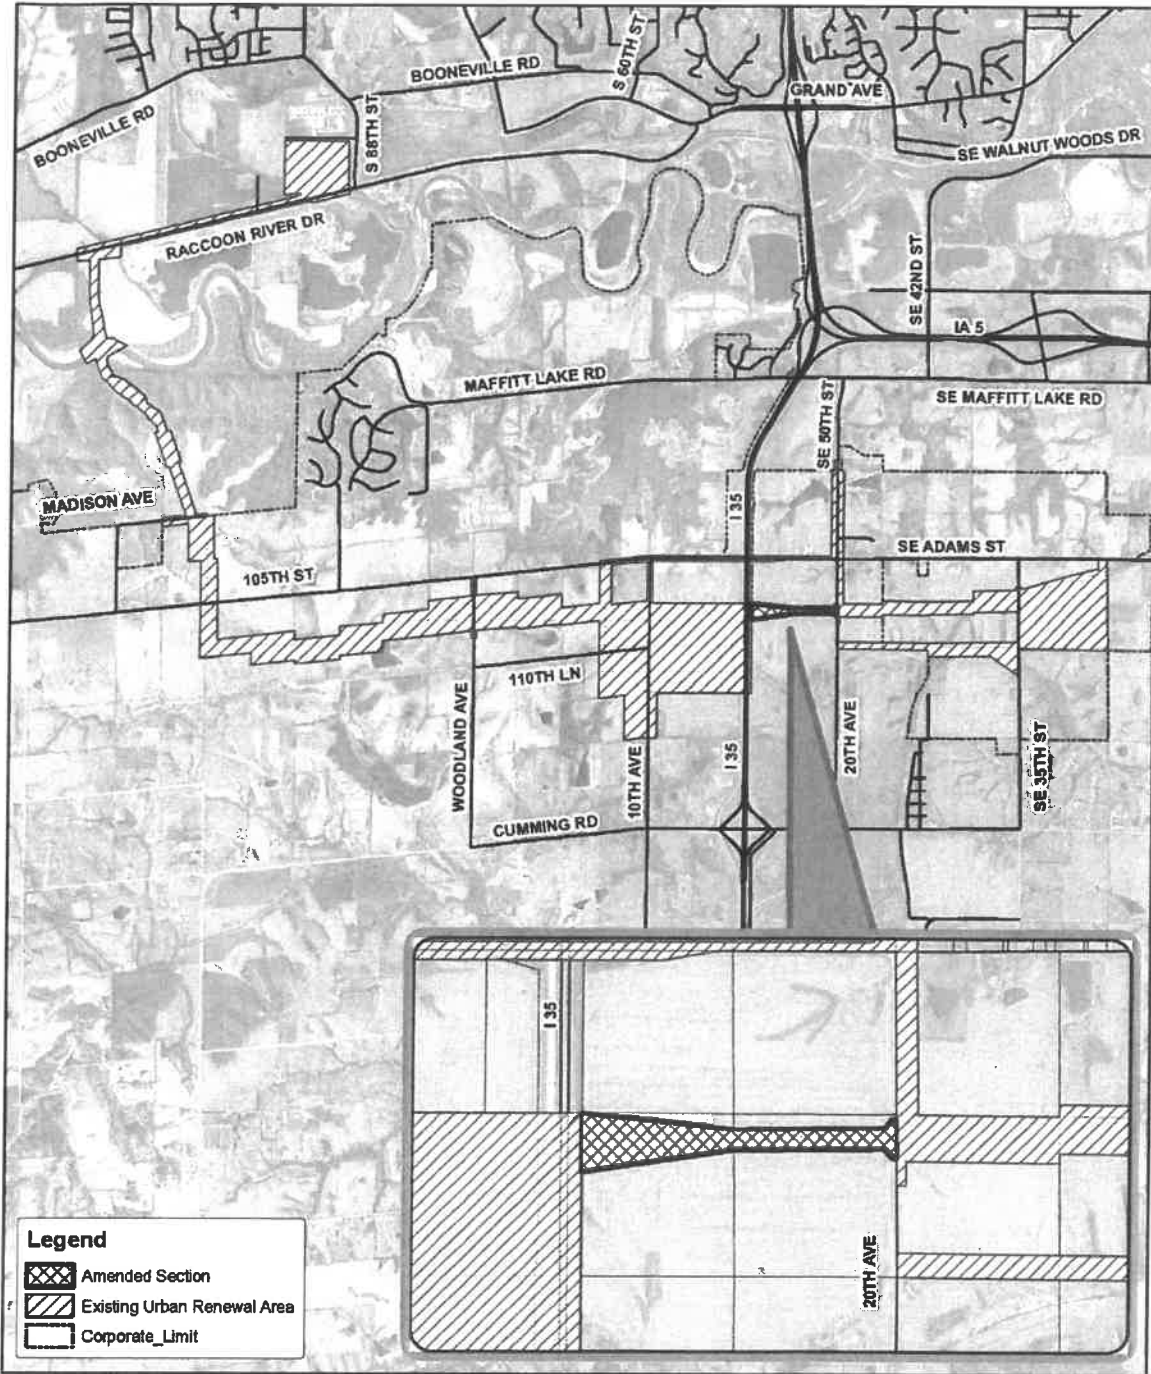 S 60TH ST
BOONEVILLE RD
GRAND AVE
BOONEVILLE RD
S 88TH ST
SE WALNUT WOODS DR
RACCOON RIVER DR
SE 42ND ST
IA 5
MAFFITT LAKE RD
SE MAFFITT LAKE RD
SE 50TH ST
MADISON AVE
I 35
SE ADAMS ST
105TH ST
110TH LN
WOODLAND AVE
10TH AVE
I 35
20TH AVE
SE 35TH ST
CUMMING RD
I 35
20TH AVE
Legend
Amended Section
Existing Urban Renewal Area
Corporate_Limit